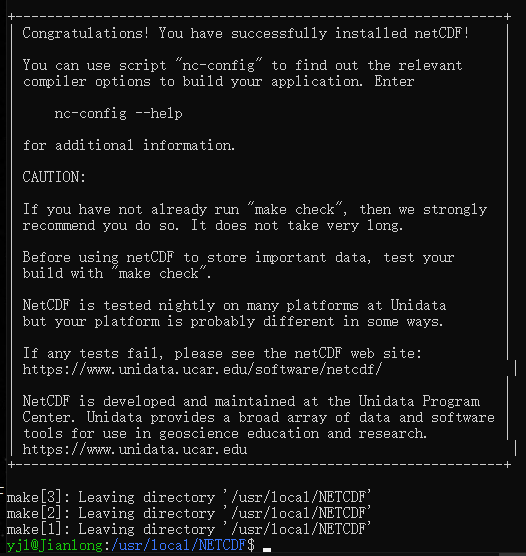 Congratulations! You have successfully installed netCDF!
You can use script "nc-config" to find out the relevant
compiler options to build your application. Enter
nc-config --help
for additional information.
CAUTION:
If you have not already run "make check", then we strongly
recommend you do so. It does not take very long.
Before using netCDF to store important data, test your
build with "make check".
NetCDF is tested nightly on many platforms at Unidata
but your platform is probably different in some ways.
If any tests fail, please see the netCDF web site:
https://www.unidata.ucar.edu/software/netcdf/
NetCDF is developed and maintained at the Unidata Program
Center. Unidata provides a broad array of data and software
tools for use in geoscience education and research.
https://www.unidata.ucar.edu
make[3]: Leaving directory '/usr/local/NETCDF'
make[2]: Leaving directory '/usr/local/NETCDF'
make[1]: Leaving directory '/usr/local/NETCDF'
yjl@Jianlong:/usr/local/NETCDF$